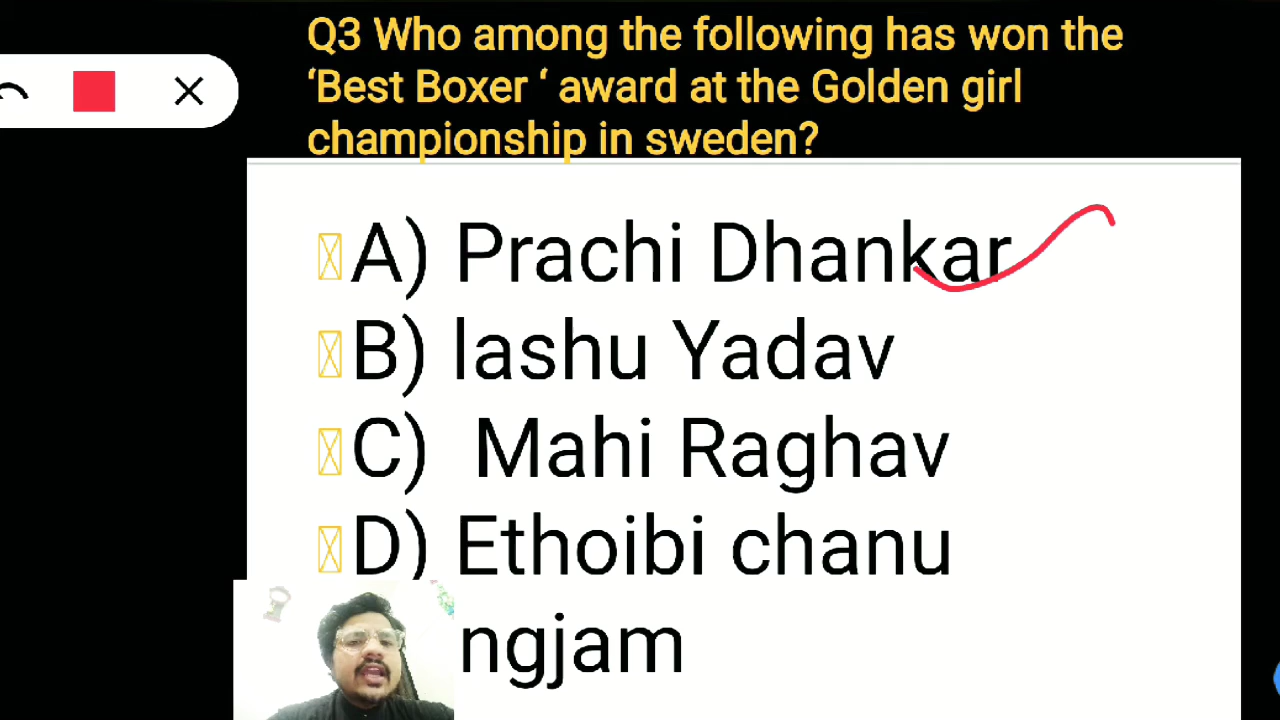 Q3 Who among the following has won the
‘Best Boxer ‘ award at the Golden girl
championship in sweden?
A) Prachi Dhankar
B) lashu Yadav
C) Mahi Raghav
D) Ethoibi chanu
ngjam